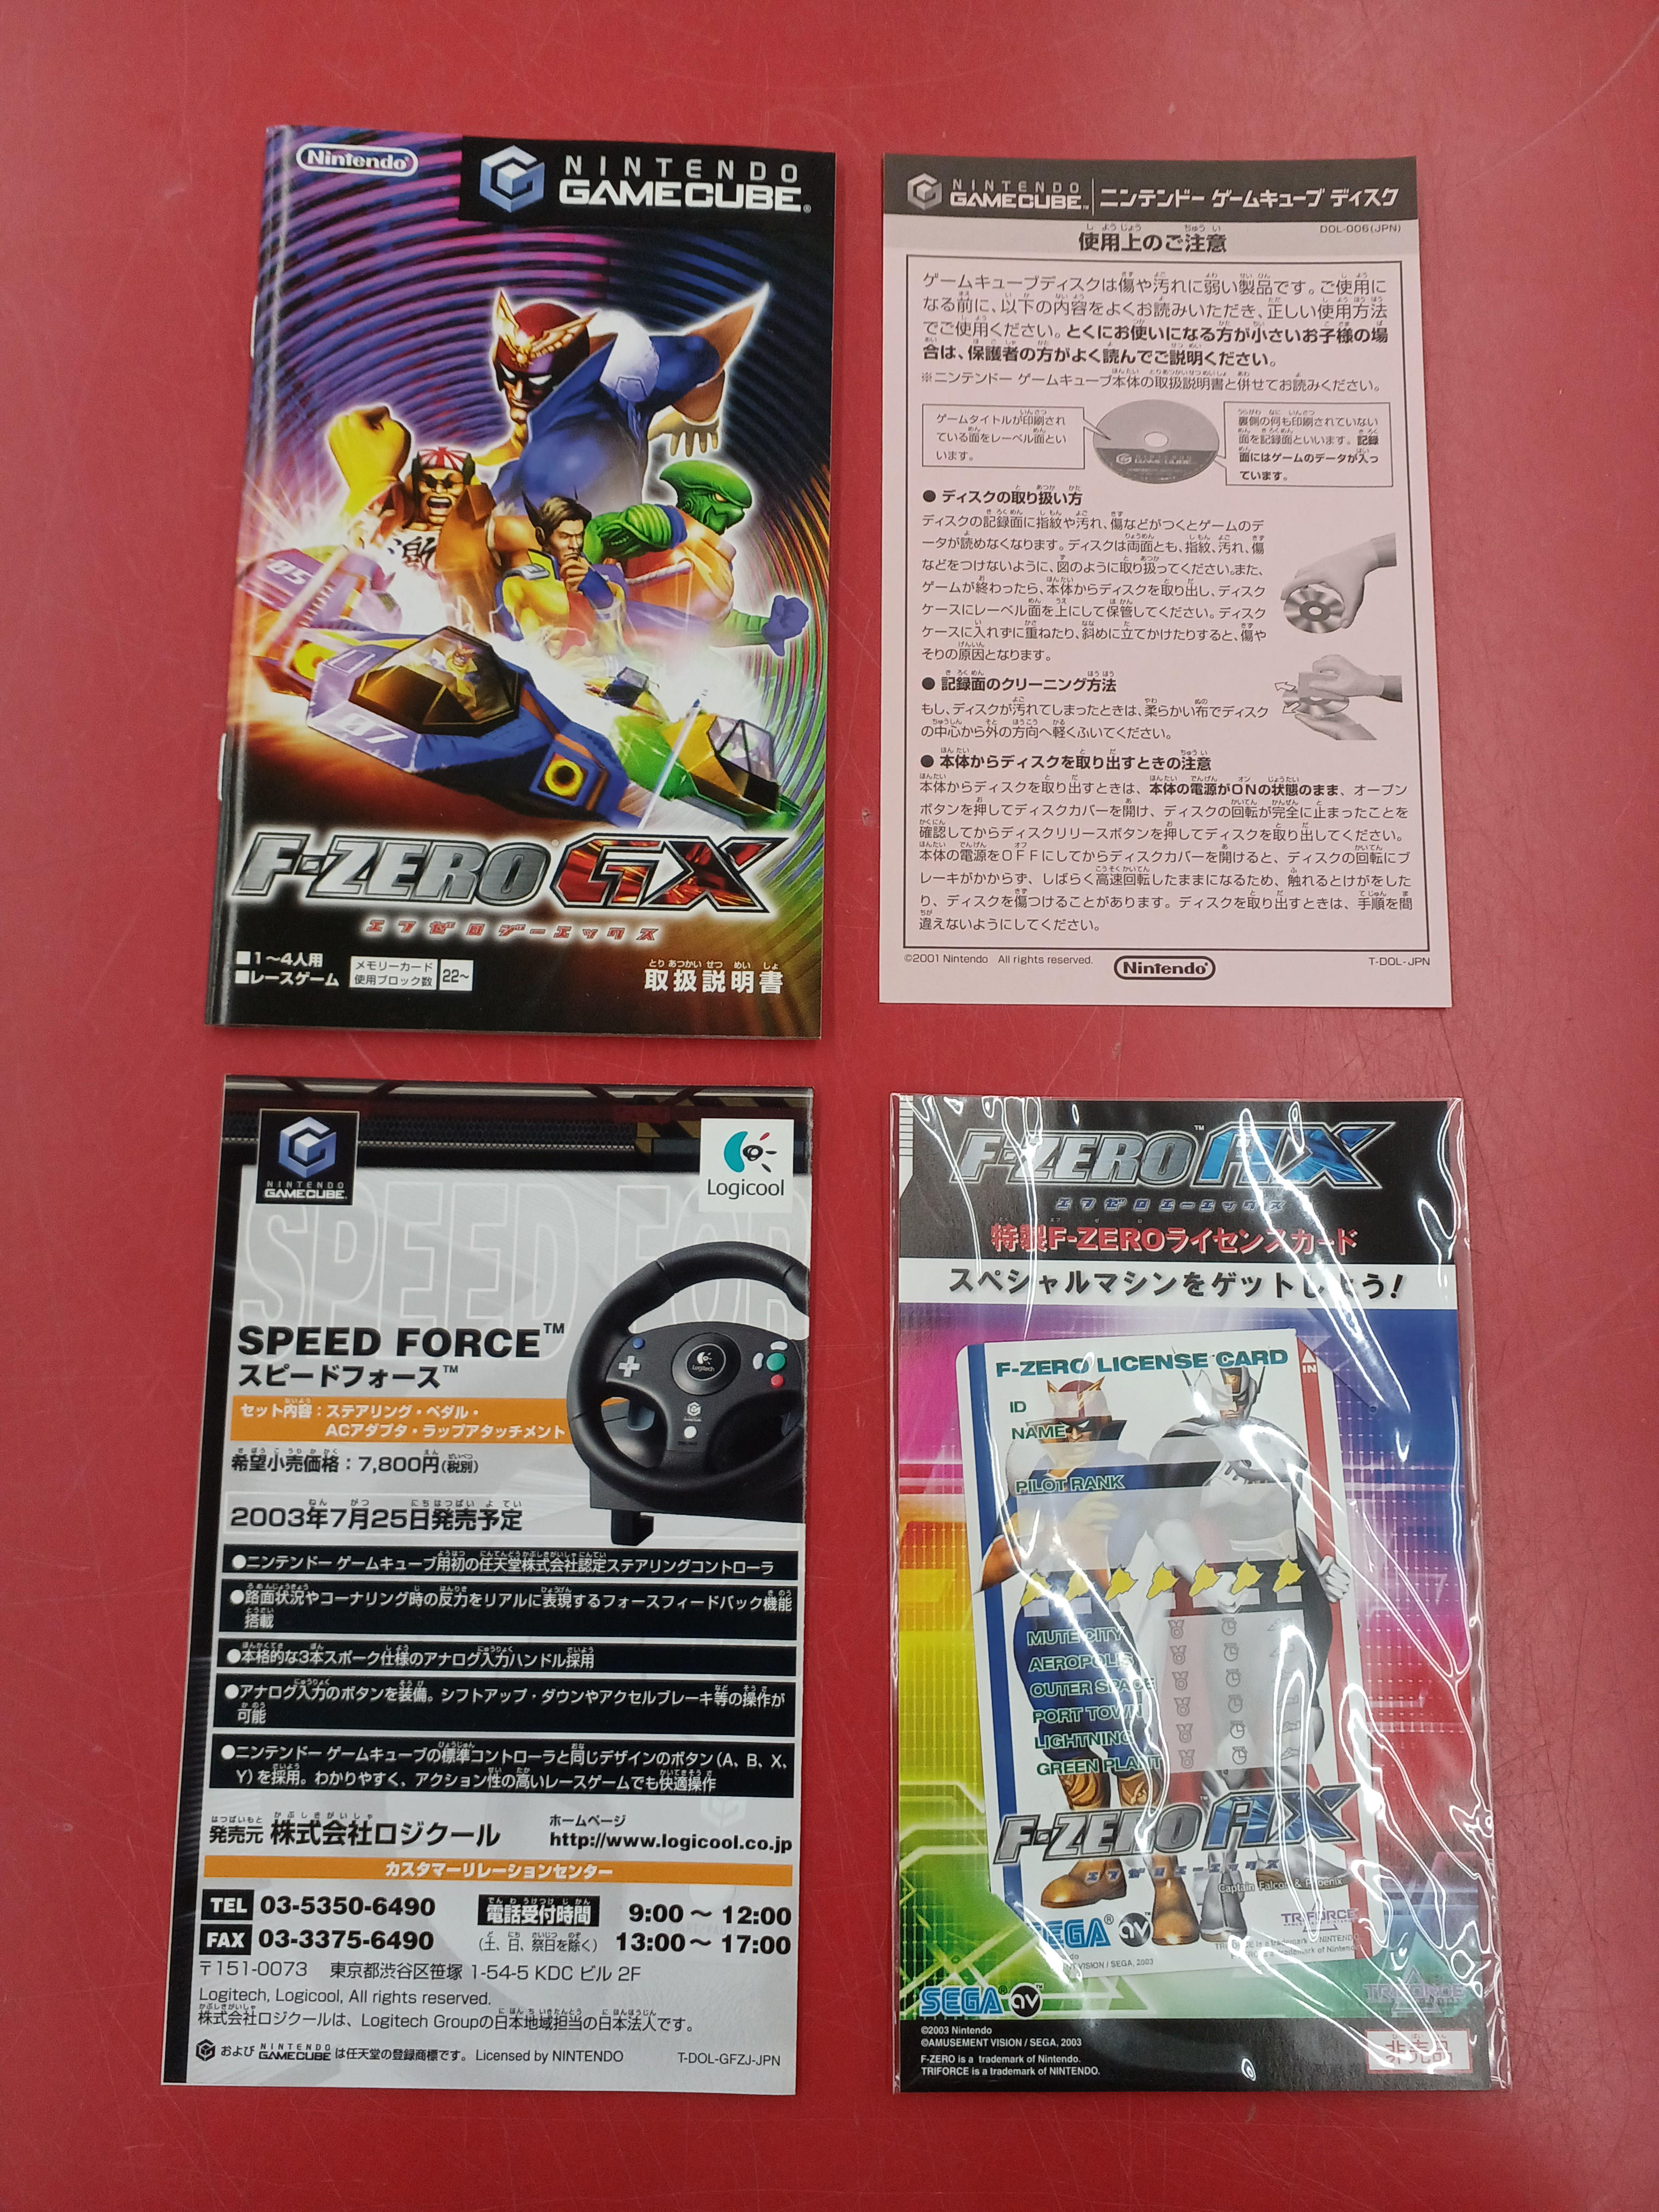 Nintendo
NINTENDO
GAMECUBE
05
07
F-ZERO GX
エフゼロジーエックス
■1～4人用
■レースゲーム
メモリーカード
使用ブロック数
22～
取扱説明書
NINTENDO
GAMECUBE™
ニンテンドー ゲームキューブ ディスク
DOL-006(JPN)
使用上のご注意
ゲームキューブディスクは傷や汚れに弱い製品です。ご使用に
なる前に、以下の内容をよくお読みいただき、正しい使用方法
でご使用ください。とくにお使いになる方が小さいお子様の場
合は、保護者の方がよく読んでご説明ください。
※ニンテンドー ゲームキューブ本体の取扱説明書と併せてお読みください。
ゲームタイトルが印刷され
ている面をレーベル面とい
います。
裏側の何も印刷されていない
面を記録面といいます。記録
面にはゲームのデータが入っ
ています。
● ディスクの取り扱い方
ディスクの記録面に指紋や汚れ、傷などがつくとゲームのデ
ータが読めなくなります。ディスクは両面とも、指紋、汚れ、傷
などをつけないように、図のように取り扱ってください。また、
ゲームが終わったら、本体からディスクを取り出し、ディスク
ケースにレーベル面を上にして保管してください。ディスク
ケースに入れずに重ねたり、斜めに立てかけたりすると、傷や
そりの原因となります。
● 記録面のクリーニング方法
もし、ディスクが汚れてしまったときは、柔らかい布でディスク
の中心から外の方向へ軽くふいてください。
● 本体からディスクを取り出すときの注意
本体からディスクを取り出すときは、本体の電源がONの状態のまま、オープン
ボタンを押してディスクカバーを開け、ディスクの回転が完全に止まったことを
確認してからディスクリリースボタンを押してディスクを取り出してください。
本体の電源をOFFにしてからディスクカバーを開けると、ディスクの回転にブ
レーキがかからず、しばらく高速回転したままになるため、触れるとけがをした
り、ディスクを傷つけることがあります。ディスクを取り出すときは、手順を間
違えないようにしてください。
©2001 Nintendo All rights reserved.
Nintendo
T-DOL-JPN
NINTENDO
GAMECUBE
Logicool
SPEED FOR
SPEED FORCE™
スピードフォース™
セット内容：ステアリング・ペダル・
ACアダプタ・ラップアタッチメント
希望小売価格：7,800円(税別)
2003年7月25日発売予定
●ニンテンドー ゲームキューブ用初の任天堂株式会社認定ステアリングコントローラ
●路面状況やコーナリング時の反力をリアルに表現するフォースフィードバック機能
搭載
●本格的な3本スポーク仕様のアナログ入力ハンドル採用
●アナログ入力のボタンを装備。シフトアップ・ダウンやアクセルブレーキ等の操作が
可能
●ニンテンドー ゲームキューブの標準コントローラと同じデザインのボタン(A、B、X、
Y)を採用。わかりやすく、アクション性の高いレースゲームでも快適操作
発売元 株式会社ロジクール
ホームページ
http://www.logicool.co.jp
カスタマーリレーションセンター
TEL 03-5350-6490
電話受付時間 9:00 ～ 12:00
FAX 03-3375-6490
(土、日、祭日を除く) 13:00 ～ 17:00
〒151-0073 東京都渋谷区笹塚 1-54-5 KDC ビル 2F
Logitech, Logicool, All rights reserved.
株式会社ロジクールは、Logitech Groupの日本地域担当の日本法人です。
および NINTENDO GAMECUBE は任天堂の登録商標です。 Licensed by NINTENDO
T-DOL-GFZJ-JPN
F-ZERO™ AX
エフゼロエーエックス
特製F-ZEROライセンスカード
スペシャルマシンをゲットしよう!
F-ZERO LICENSE CARD
IN
ID
NAME
PILOT RANK
MUTE CITY
AEROPOLIS
OUTER SPACE
PORT TOWN
LIGHTNING
GREEN PLANT
F-ZERO AX
エフゼロエーエックス
Captain Falcon & Phoenix
SEGA® av
TRIFORCE
SEGA® av
TRIFORCE
©2003 Nintendo
©AMUSEMENT VISION / SEGA, 2003
F-ZERO is a trademark of Nintendo.
TRIFORCE is a trademark of NINTENDO.
非売品